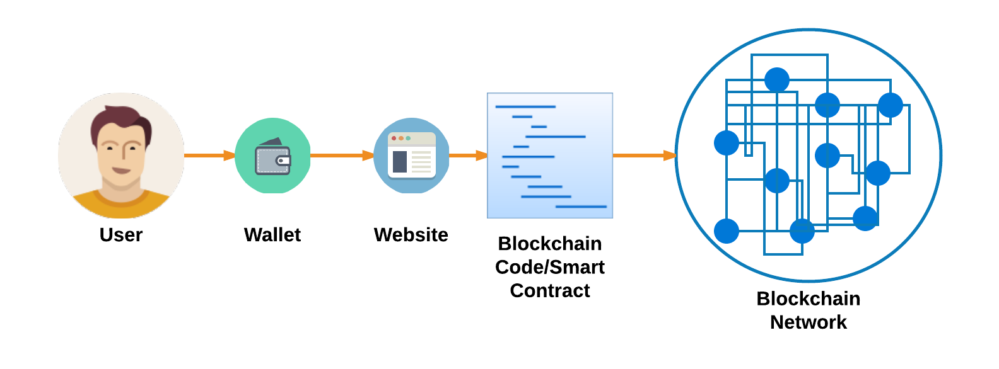 User
Wallet
Website
Blockchain
Code/Smart
Contract
Blockchain
Network